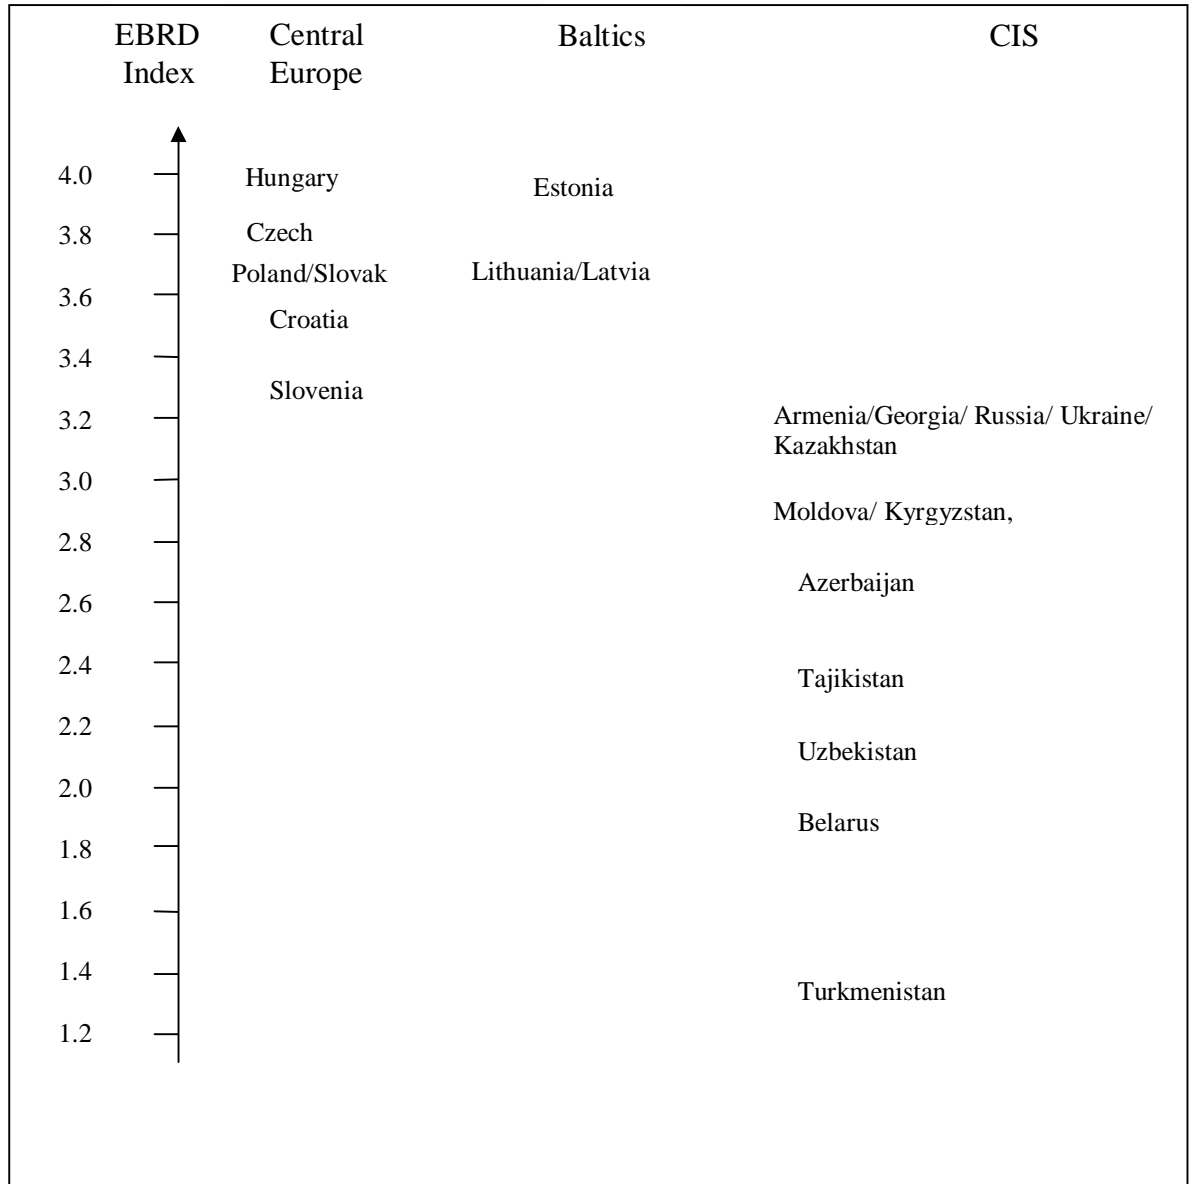 EBRD Index
Central Europe
Baltics
CIS
4.0
Hungary
Estonia
3.8
Czech
Poland/Slovak
Lithuania/Latvia
3.6
Croatia
3.4
Slovenia
3.2
Armenia/Georgia/ Russia/ Ukraine/
Kazakhstan
3.0
Moldova/ Kyrgyzstan,
2.8
Azerbaijan
2.6
2.4
Tajikistan
2.2
Uzbekistan
2.0
Belarus
1.8
1.6
1.4
Turkmenistan
1.2